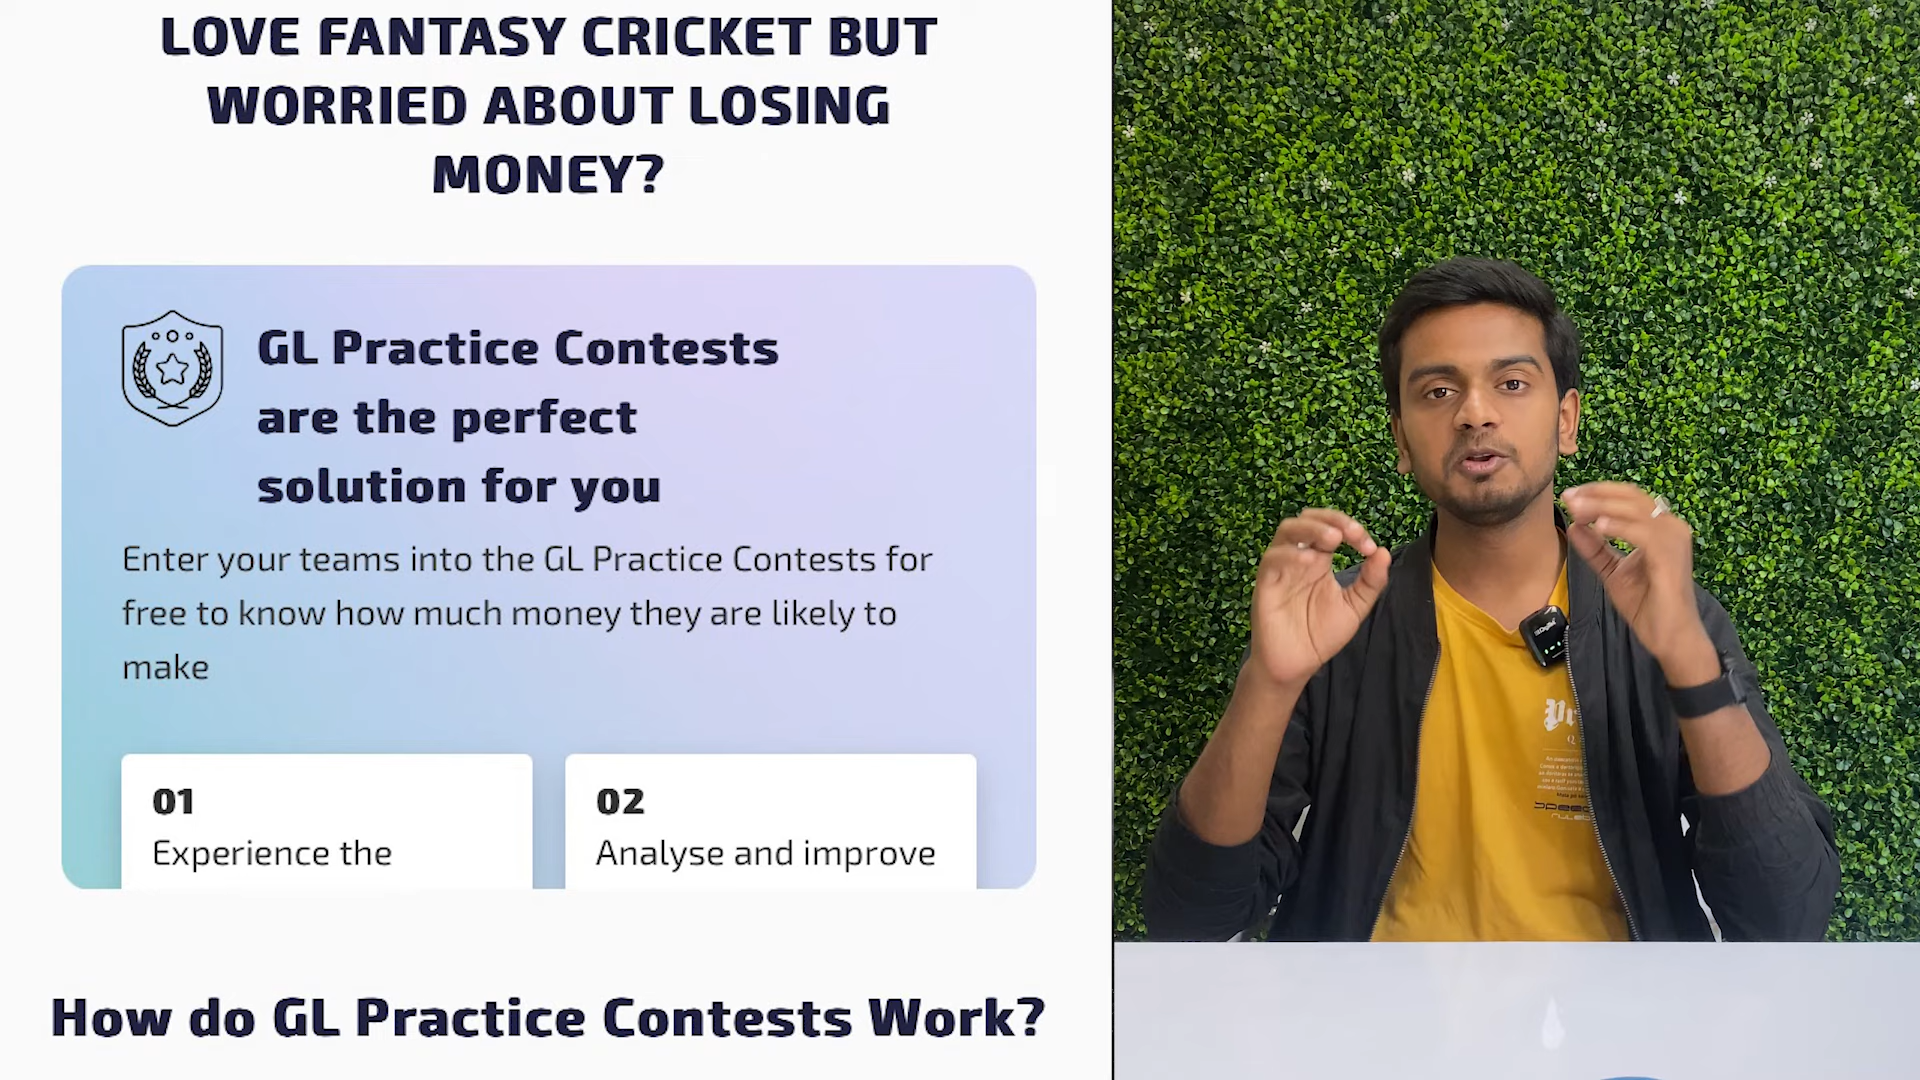 LOVE FANTASY CRICKET BUT
WORRIED ABOUT LOSING
MONEY?
GL Practice Contests
are the perfect
solution for you
Enter your teams into the GL Practice Contests for
free to know how much money they are likely to
make
01
Experience the
02
Analyse and improve
How do GL Practice Contests Work?